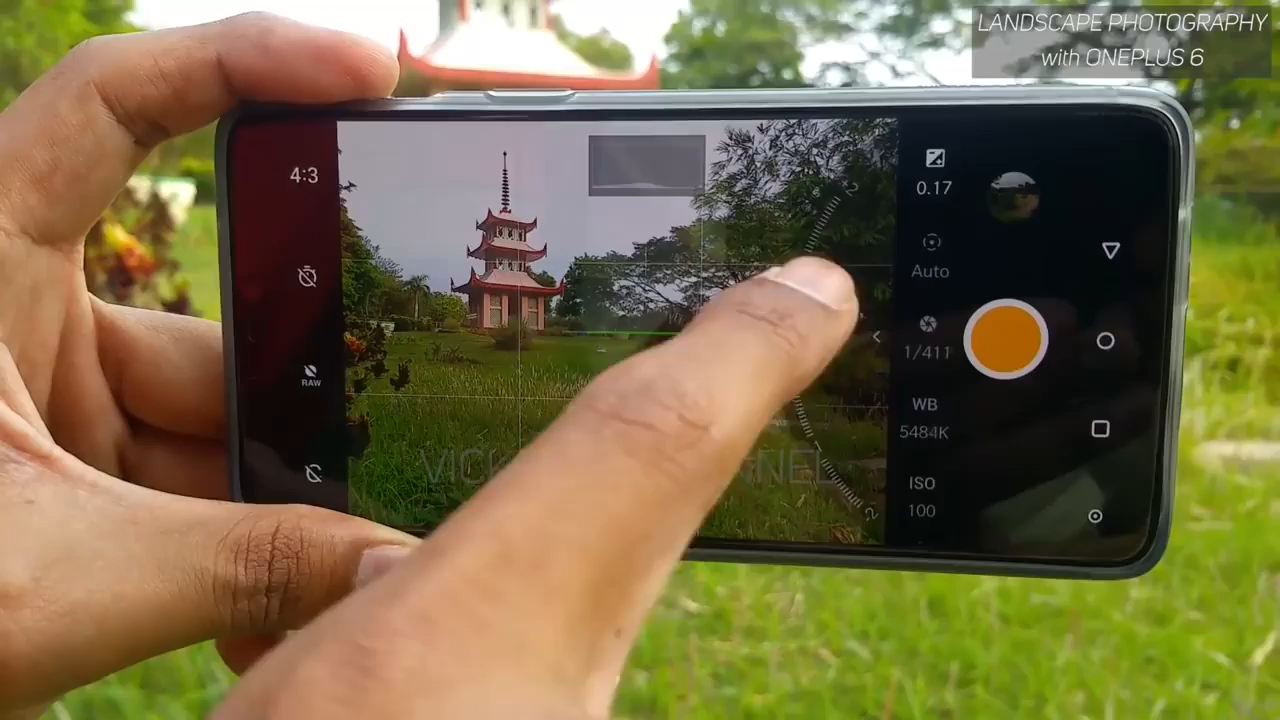 LANDSCAPE PHOTOGRAPHY
with ONEPLUS 6
4:3
RAW
0.17
Auto
1/411
WB
5484K
ISO
100